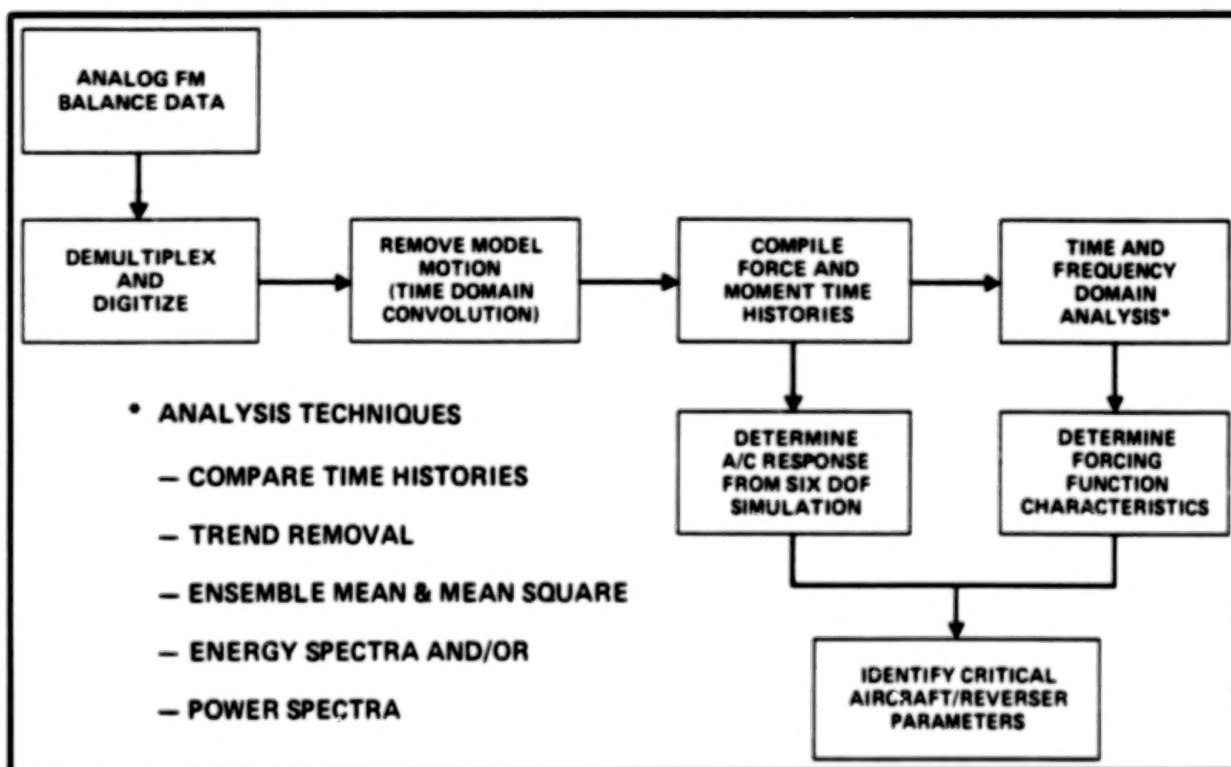 ANALOG FM
BALANCE DATA
DEMULTIPLEX
AND
DIGITIZE
REMOVE MODEL
MOTION
(TIME DOMAIN
CONVOLUTION)
COMPILE
FORCE AND
MOMENT TIME
HISTORIES
TIME AND
FREQUENCY
DOMAIN
ANALYSIS*
* ANALYSIS TECHNIQUES
– COMPARE TIME HISTORIES
– TREND REMOVAL
– ENSEMBLE MEAN & MEAN SQUARE
– ENERGY SPECTRA AND/OR
– POWER SPECTRA
DETERMINE
A/C RESPONSE
FROM SIX DOF
SIMULATION
DETERMINE
FORCING
FUNCTION
CHARACTERISTICS
IDENTIFY CRITICAL
AIRCRAFT/REVERSER
PARAMETERS